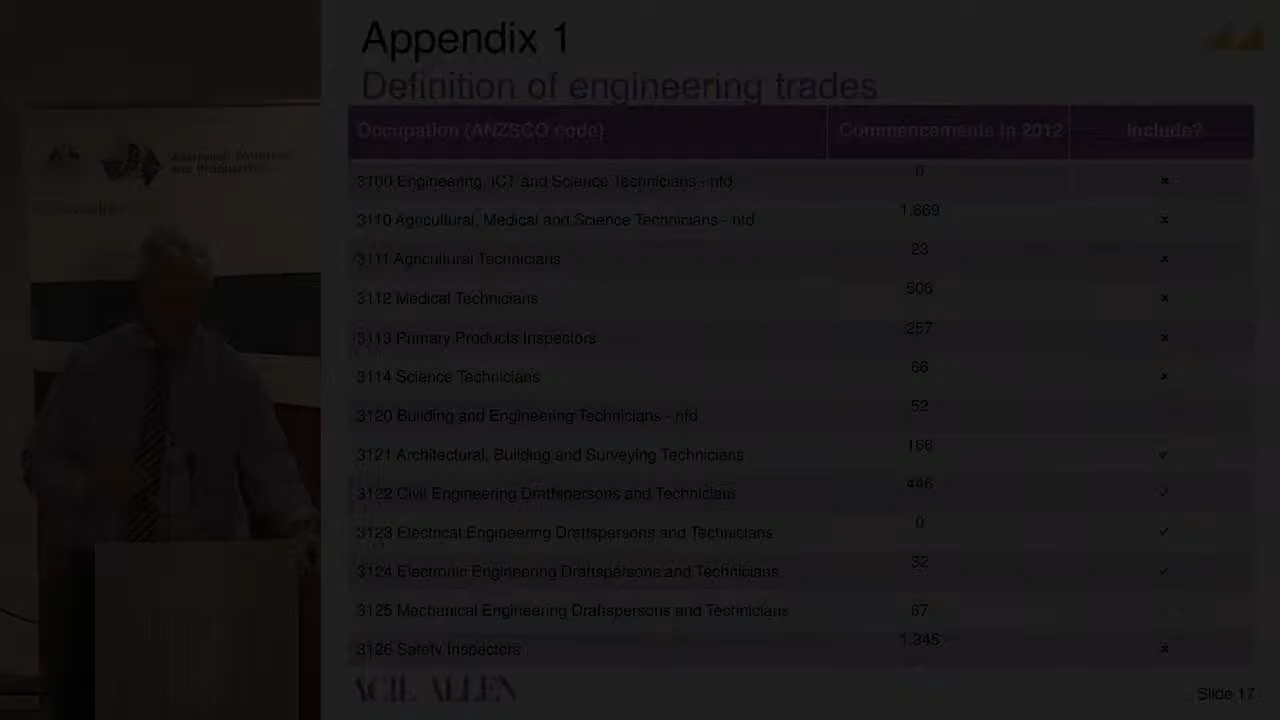 Appendix 1
Definition of engineering trades
Occupation (ANZSCO code) Commencements in 2012 Include?
3100 Engineering, ICT and Science Technicians - nfd 0 ×
3110 Agricultural, Medical and Science Technicians - nfd 1,669 ×
3111 Agricultural Technicians 23 ×
3112 Medical Technicians 506 ×
3113 Primary Products Inspectors 257 ×
3114 Science Technicians 66 ×
3120 Building and Engineering Technicians - nfd 52
3121 Architectural, Building and Surveying Technicians 166 ✓
3122 Civil Engineering Draftspersons and Technicians 446 ✓
3123 Electrical Engineering Draftspersons and Technicians 0 ✓
3124 Electronic Engineering Draftspersons and Technicians 32 ✓
3125 Mechanical Engineering Draftspersons and Technicians 67
3126 Safety Inspectors 1,345 ×
ACIL ALLEN
Slide 17